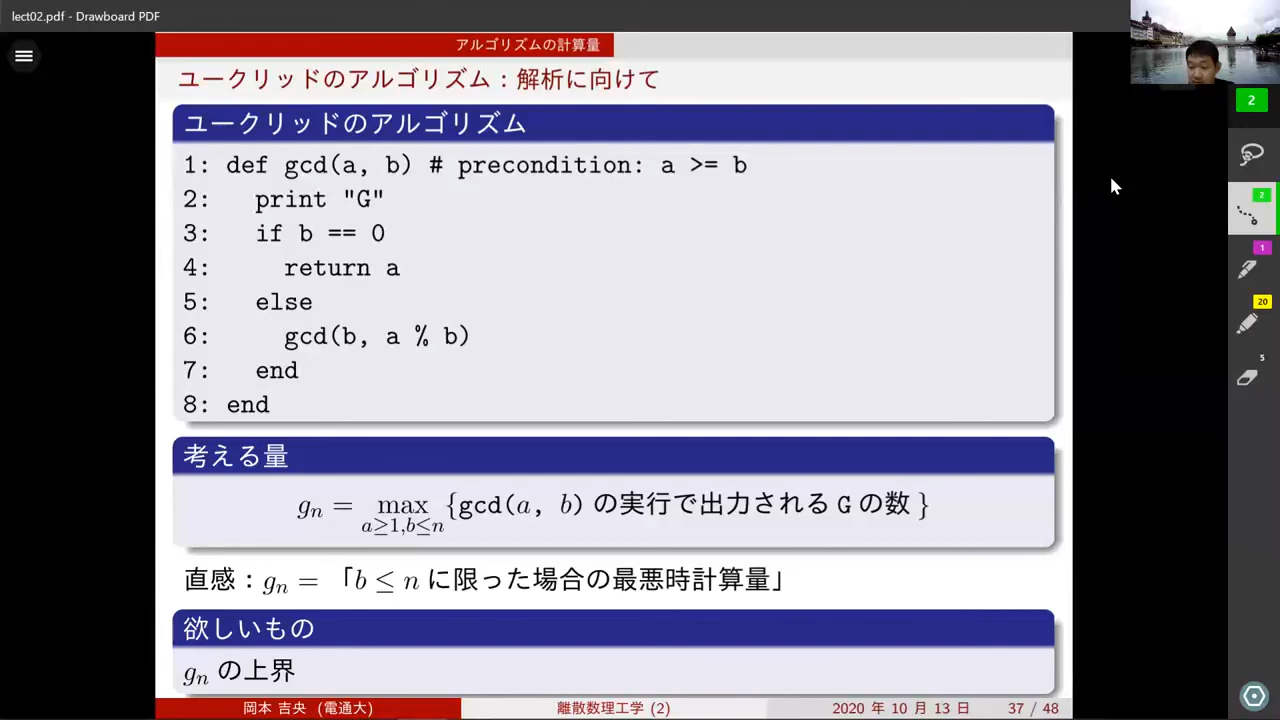 lect02.pdf - Drawboard PDF
アルゴリズムの計算量
ユークリッドのアルゴリズム：解析に向けて
ユークリッドのアルゴリズム
1: def gcd(a, b) # precondition: a >= b
2: print "G"
3: if b == 0
4: return a
5: else
6: gcd(b, a % b)
7: end
8: end
考える量
gₙ = max {gcd(a, b) の実行で出力される G の数 }
a≥1,b≤n
直感：gₙ = 「b ≤ n に限った場合の最悪時計算量」
欲しいもの
gₙ の上界
岡本 吉央 (電通大) 離散数理工学 (2) 2020 年 10 月 13 日 37 / 48
2
2
1
20
5